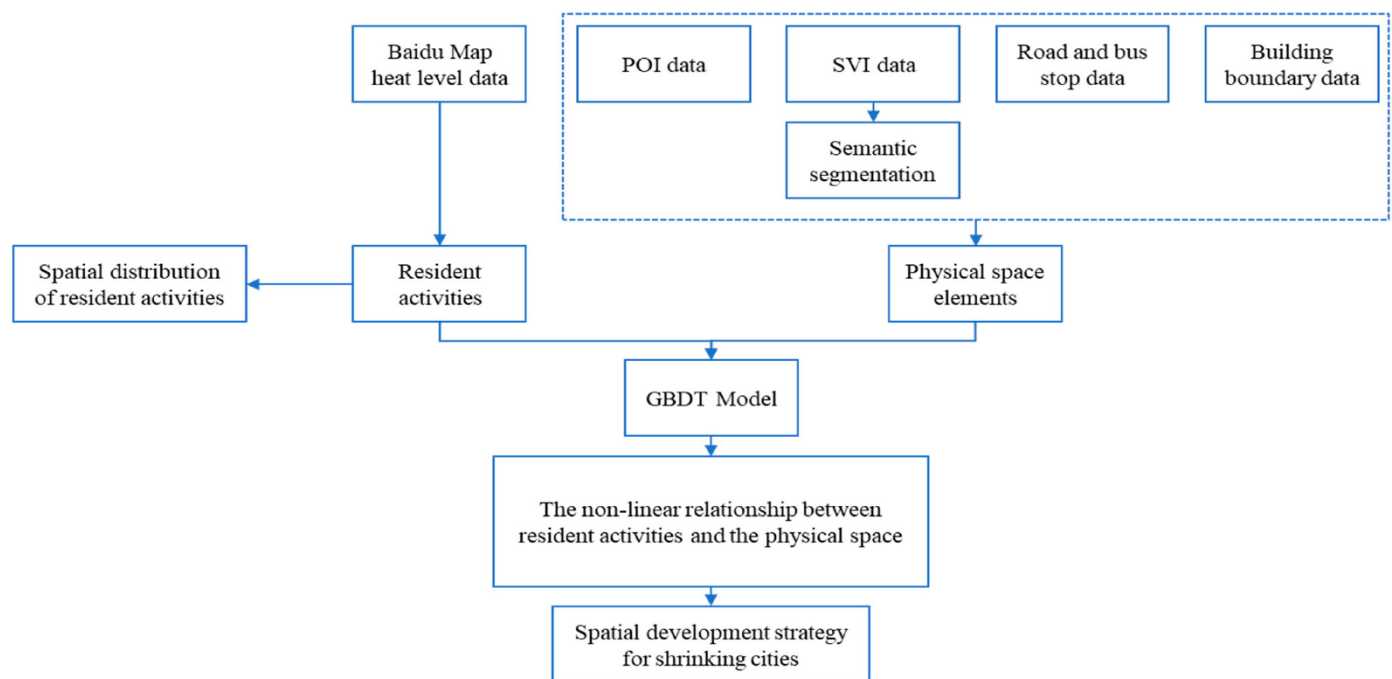 Baidu Map
heat level data
POI data
SVI data
Road and bus
stop data
Building
boundary data
Semantic
segmentation
Spatial distribution
of resident activities
Resident
activities
Physical space
elements
GBDT Model
The non-linear relationship between
resident activities and the physical space
Spatial development strategy
for shrinking cities